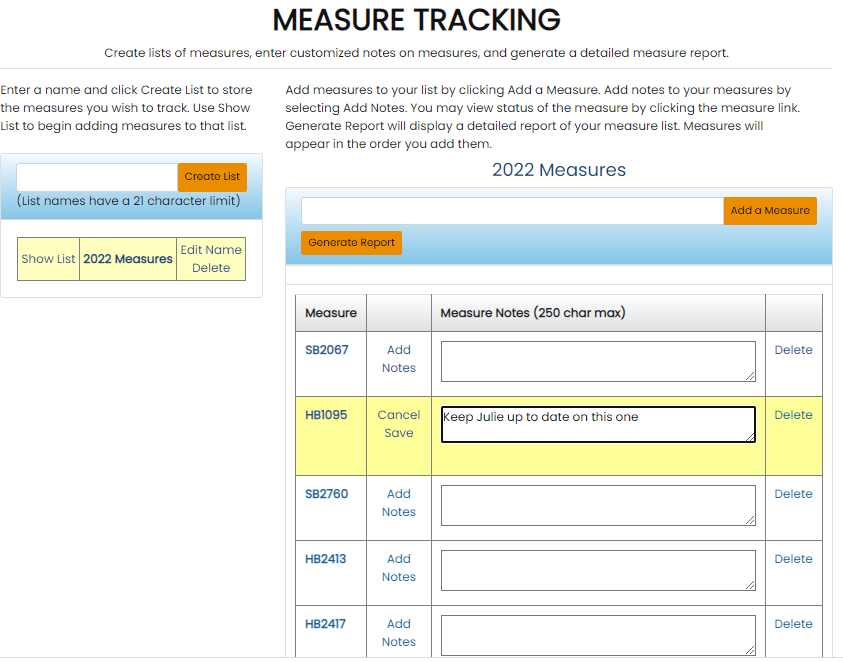 MEASURE TRACKING
Create lists of measures, enter customized notes on measures, and generate a detailed measure report.
Enter a name and click Create List to store
the measures you wish to track. Use Show
List to begin adding measures to that list.
Create List
(List names have a 21 character limit)
Show List 2022 Measures Edit Name
Delete
Add measures to your list by clicking Add a Measure. Add notes to your measures by
selecting Add Notes. You may view status of the measure by clicking the measure link.
Generate Report will display a detailed report of your measure list. Measures will
appear in the order you add them.
2022 Measures
Add a Measure
Generate Report
Measure Measure Notes (250 char max)
SB2067 Add Delete
Notes
HB1095 Cancel Keep Julie up to date on this one Delete
Save
SB2760 Add Delete
Notes
HB2413 Add Delete
Notes
HB2417 Add Delete
Notes